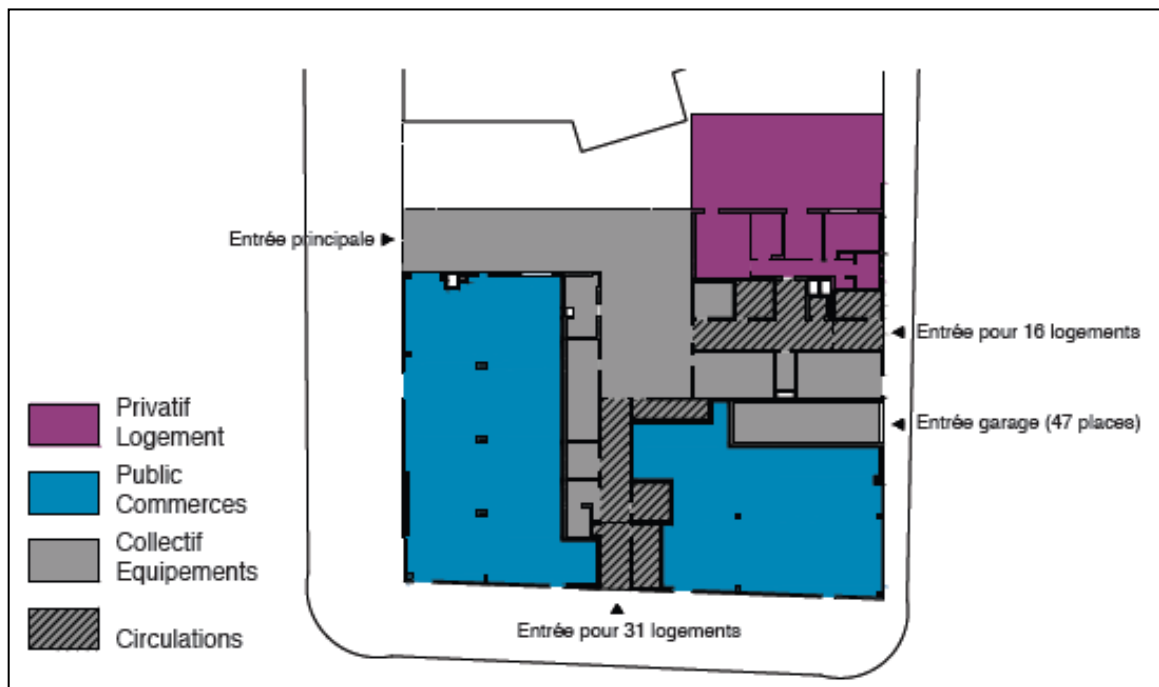 Entrée principale
Entrée pour 16 logements
Privatif
Logement
Entrée garage (47 places)
Public
Commerces
Collectif
Equipements
Circulations
Entrée pour 31 logements